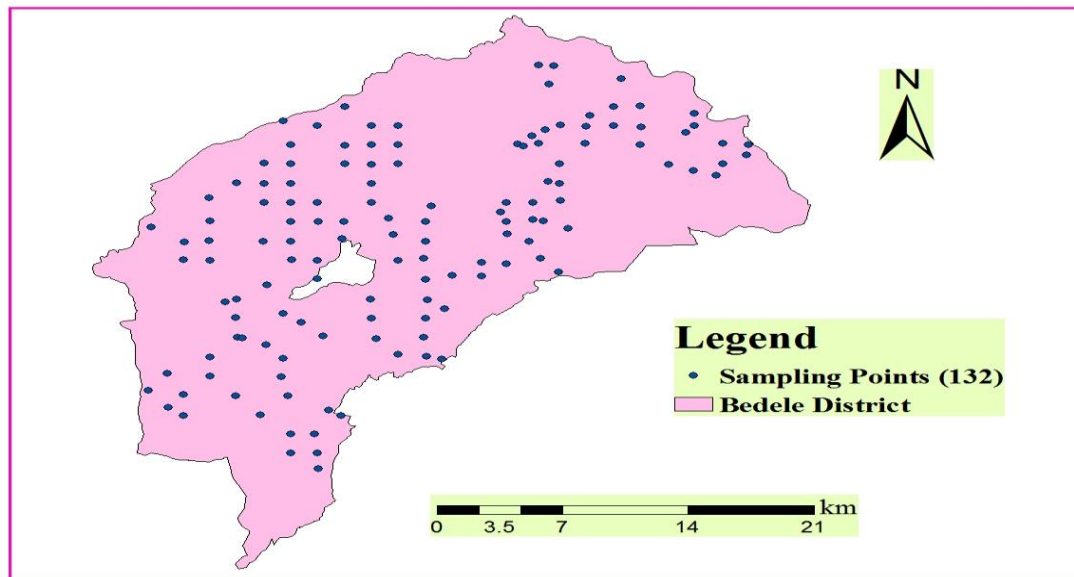 N
Legend
Sampling Points (132)
Bedele District
km
0 3.5 7 14 21